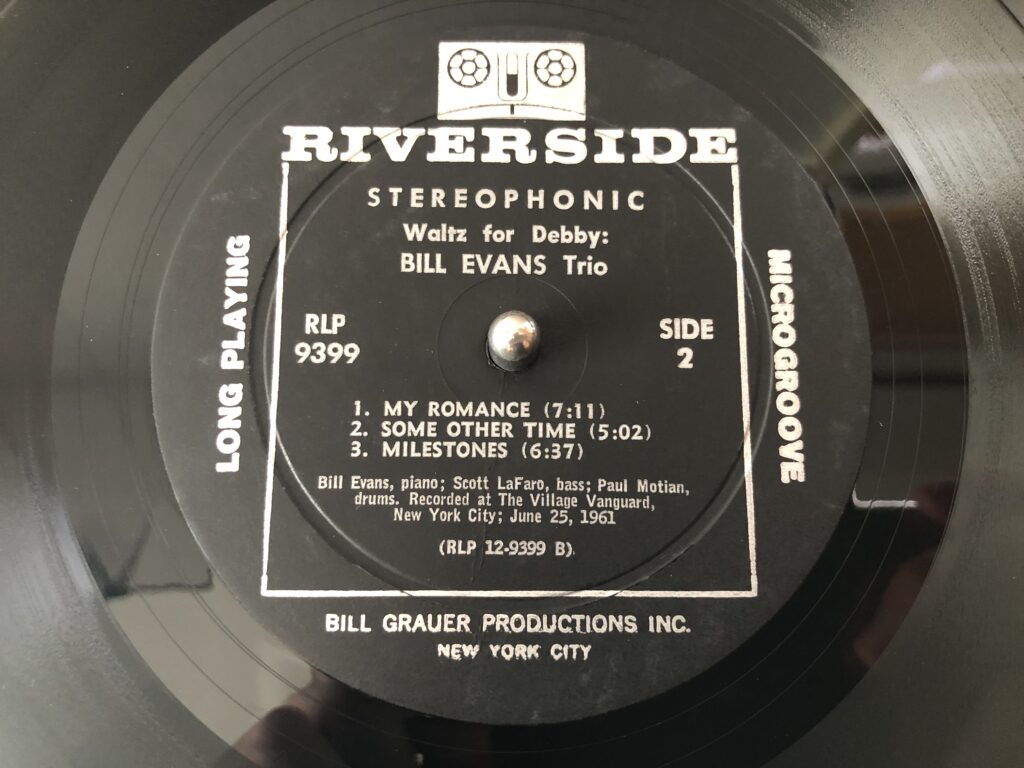 RIVERSIDE
STEREOPHONIC
Waltz for Debby:
BILL EVANS Trio
LONG PLAYING
RLP
9399
SIDE
2
MICROGROOVE
1. MY ROMANCE (7:11)
2. SOME OTHER TIME (5:02)
3. MILESTONES (6:37)
Bill Evans, piano; Scott LaFaro, bass; Paul Motian,
drums. Recorded at The Village Vanguard,
New York City; June 25, 1961
(RLP 12-9399 B)
BILL GRAUER PRODUCTIONS INC.
NEW YORK CITY